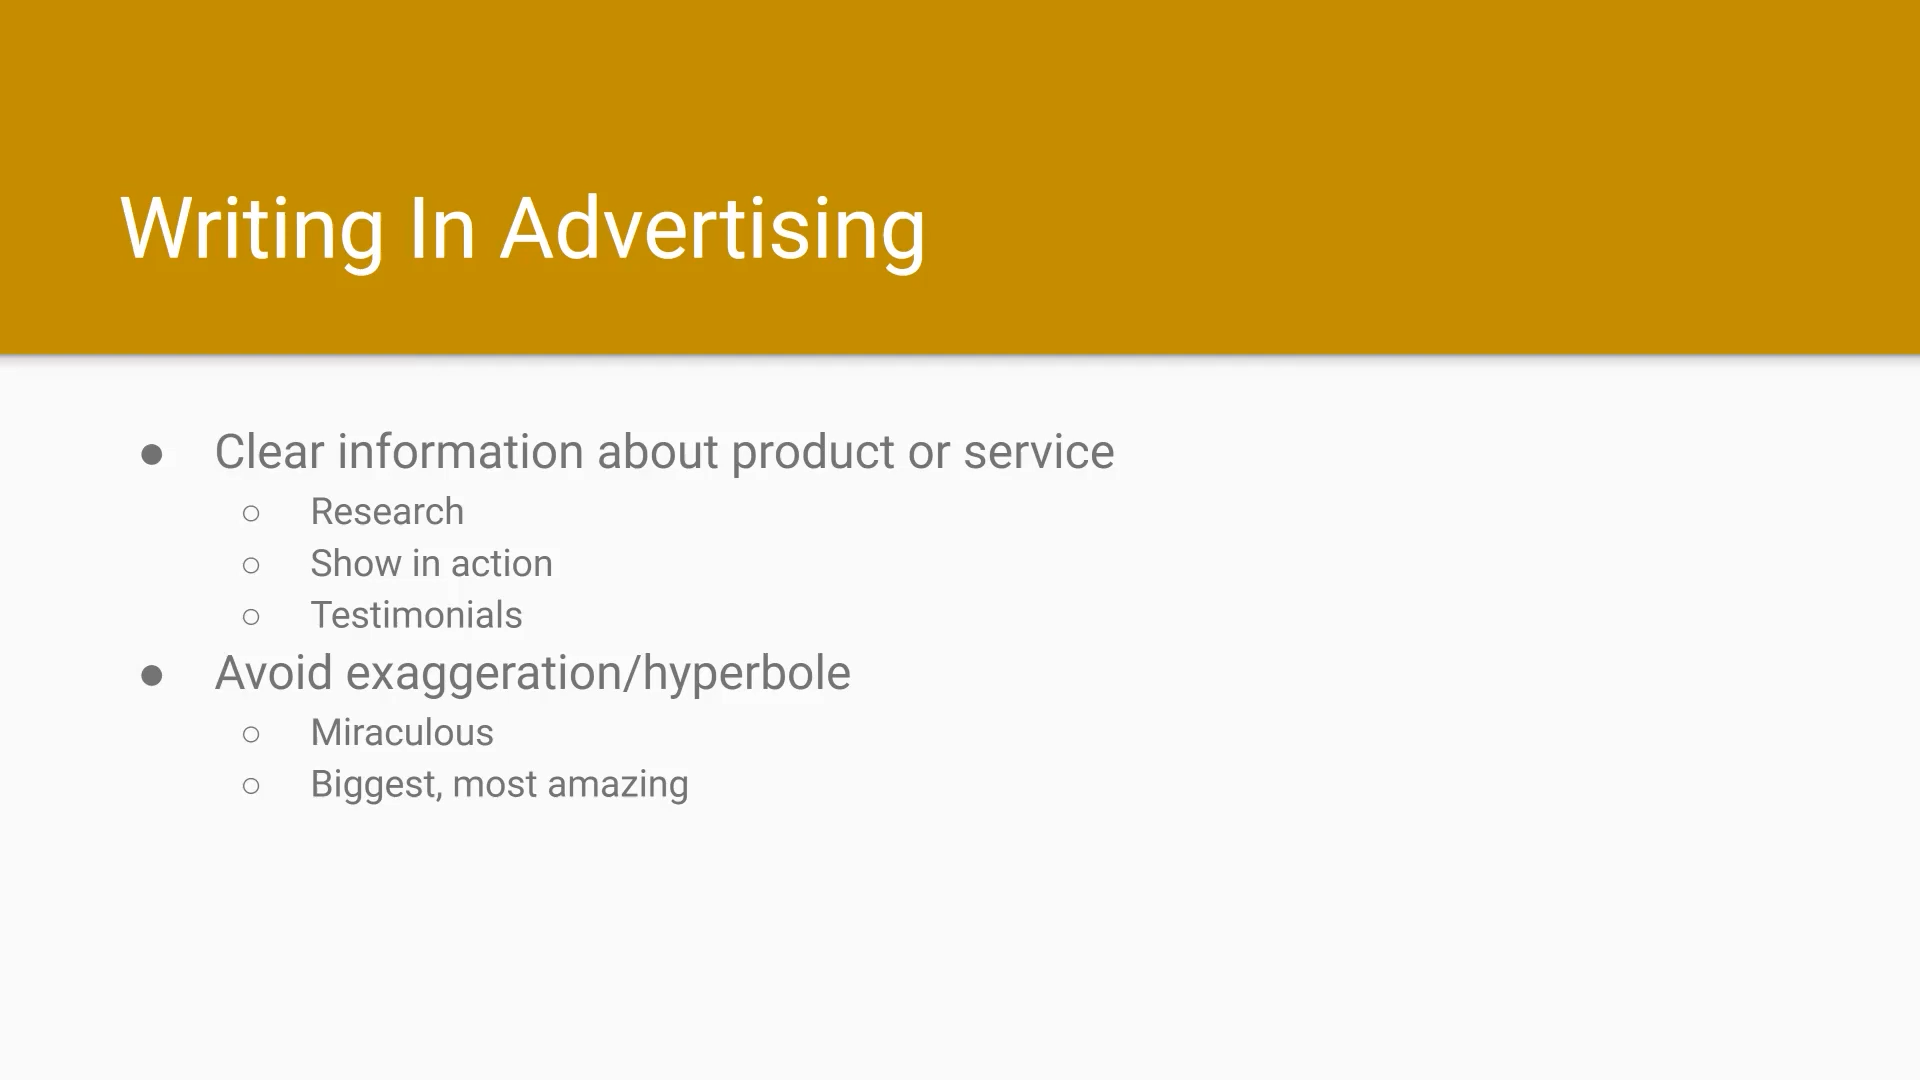 Writing In Advertising
● Clear information about product or service
○ Research
○ Show in action
○ Testimonials
● Avoid exaggeration/hyperbole
○ Miraculous
○ Biggest, most amazing